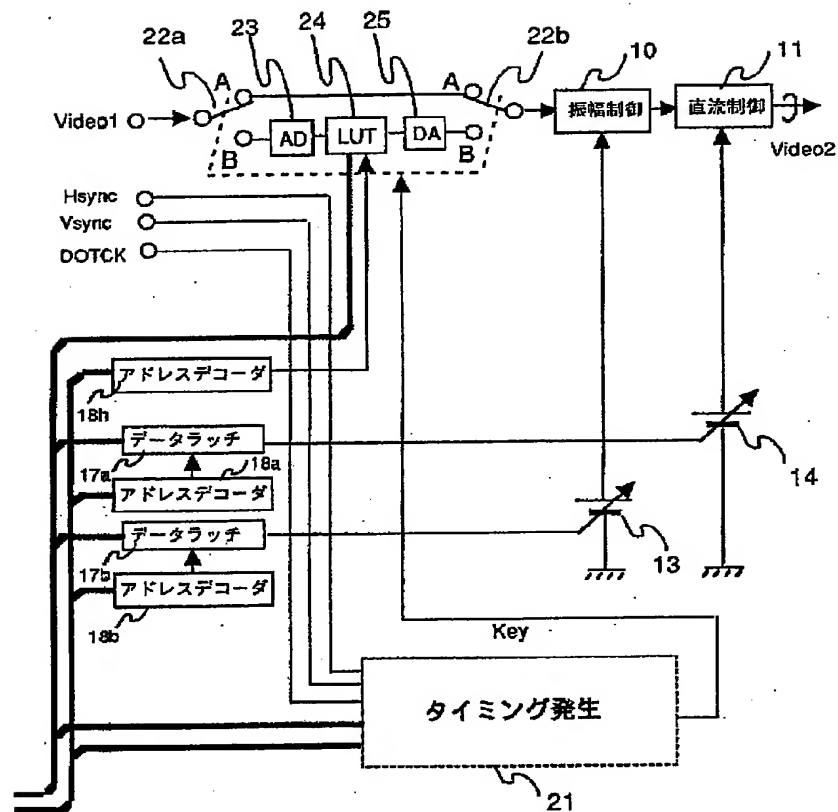 22a
23
24
25
22b
10
11
A
A
Video1
AD
LUT
DA
振幅制御
直流制御
Video2
B
B
Hsync
Vsync
DOTCK
アドレスデコーダ
18h
データラッチ
17a
18a
アドレスデコーダ
14
データラッチ
13
17b
アドレスデコーダ
18b
Key
タイミング発生
21